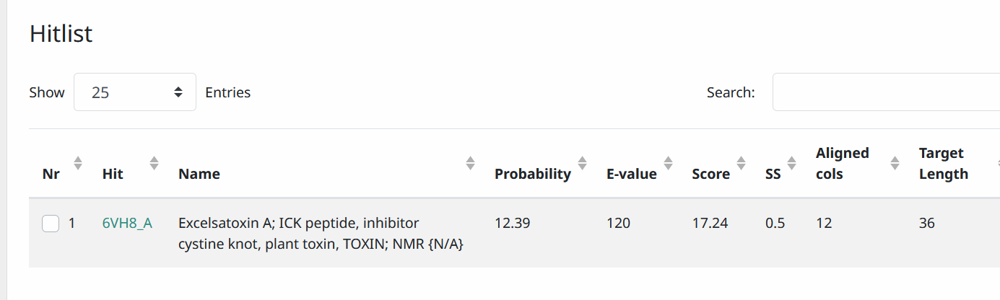 Hitlist
Show 25 Entries Search:
Nr Hit Name Probability E-value Score SS Aligned cols Target Length
1 6VH8_A Excelsatoxin A; ICK peptide, inhibitor 12.39 120 17.24 0.5 12 36
cystine knot, plant toxin, TOXIN; NMR {N/A}